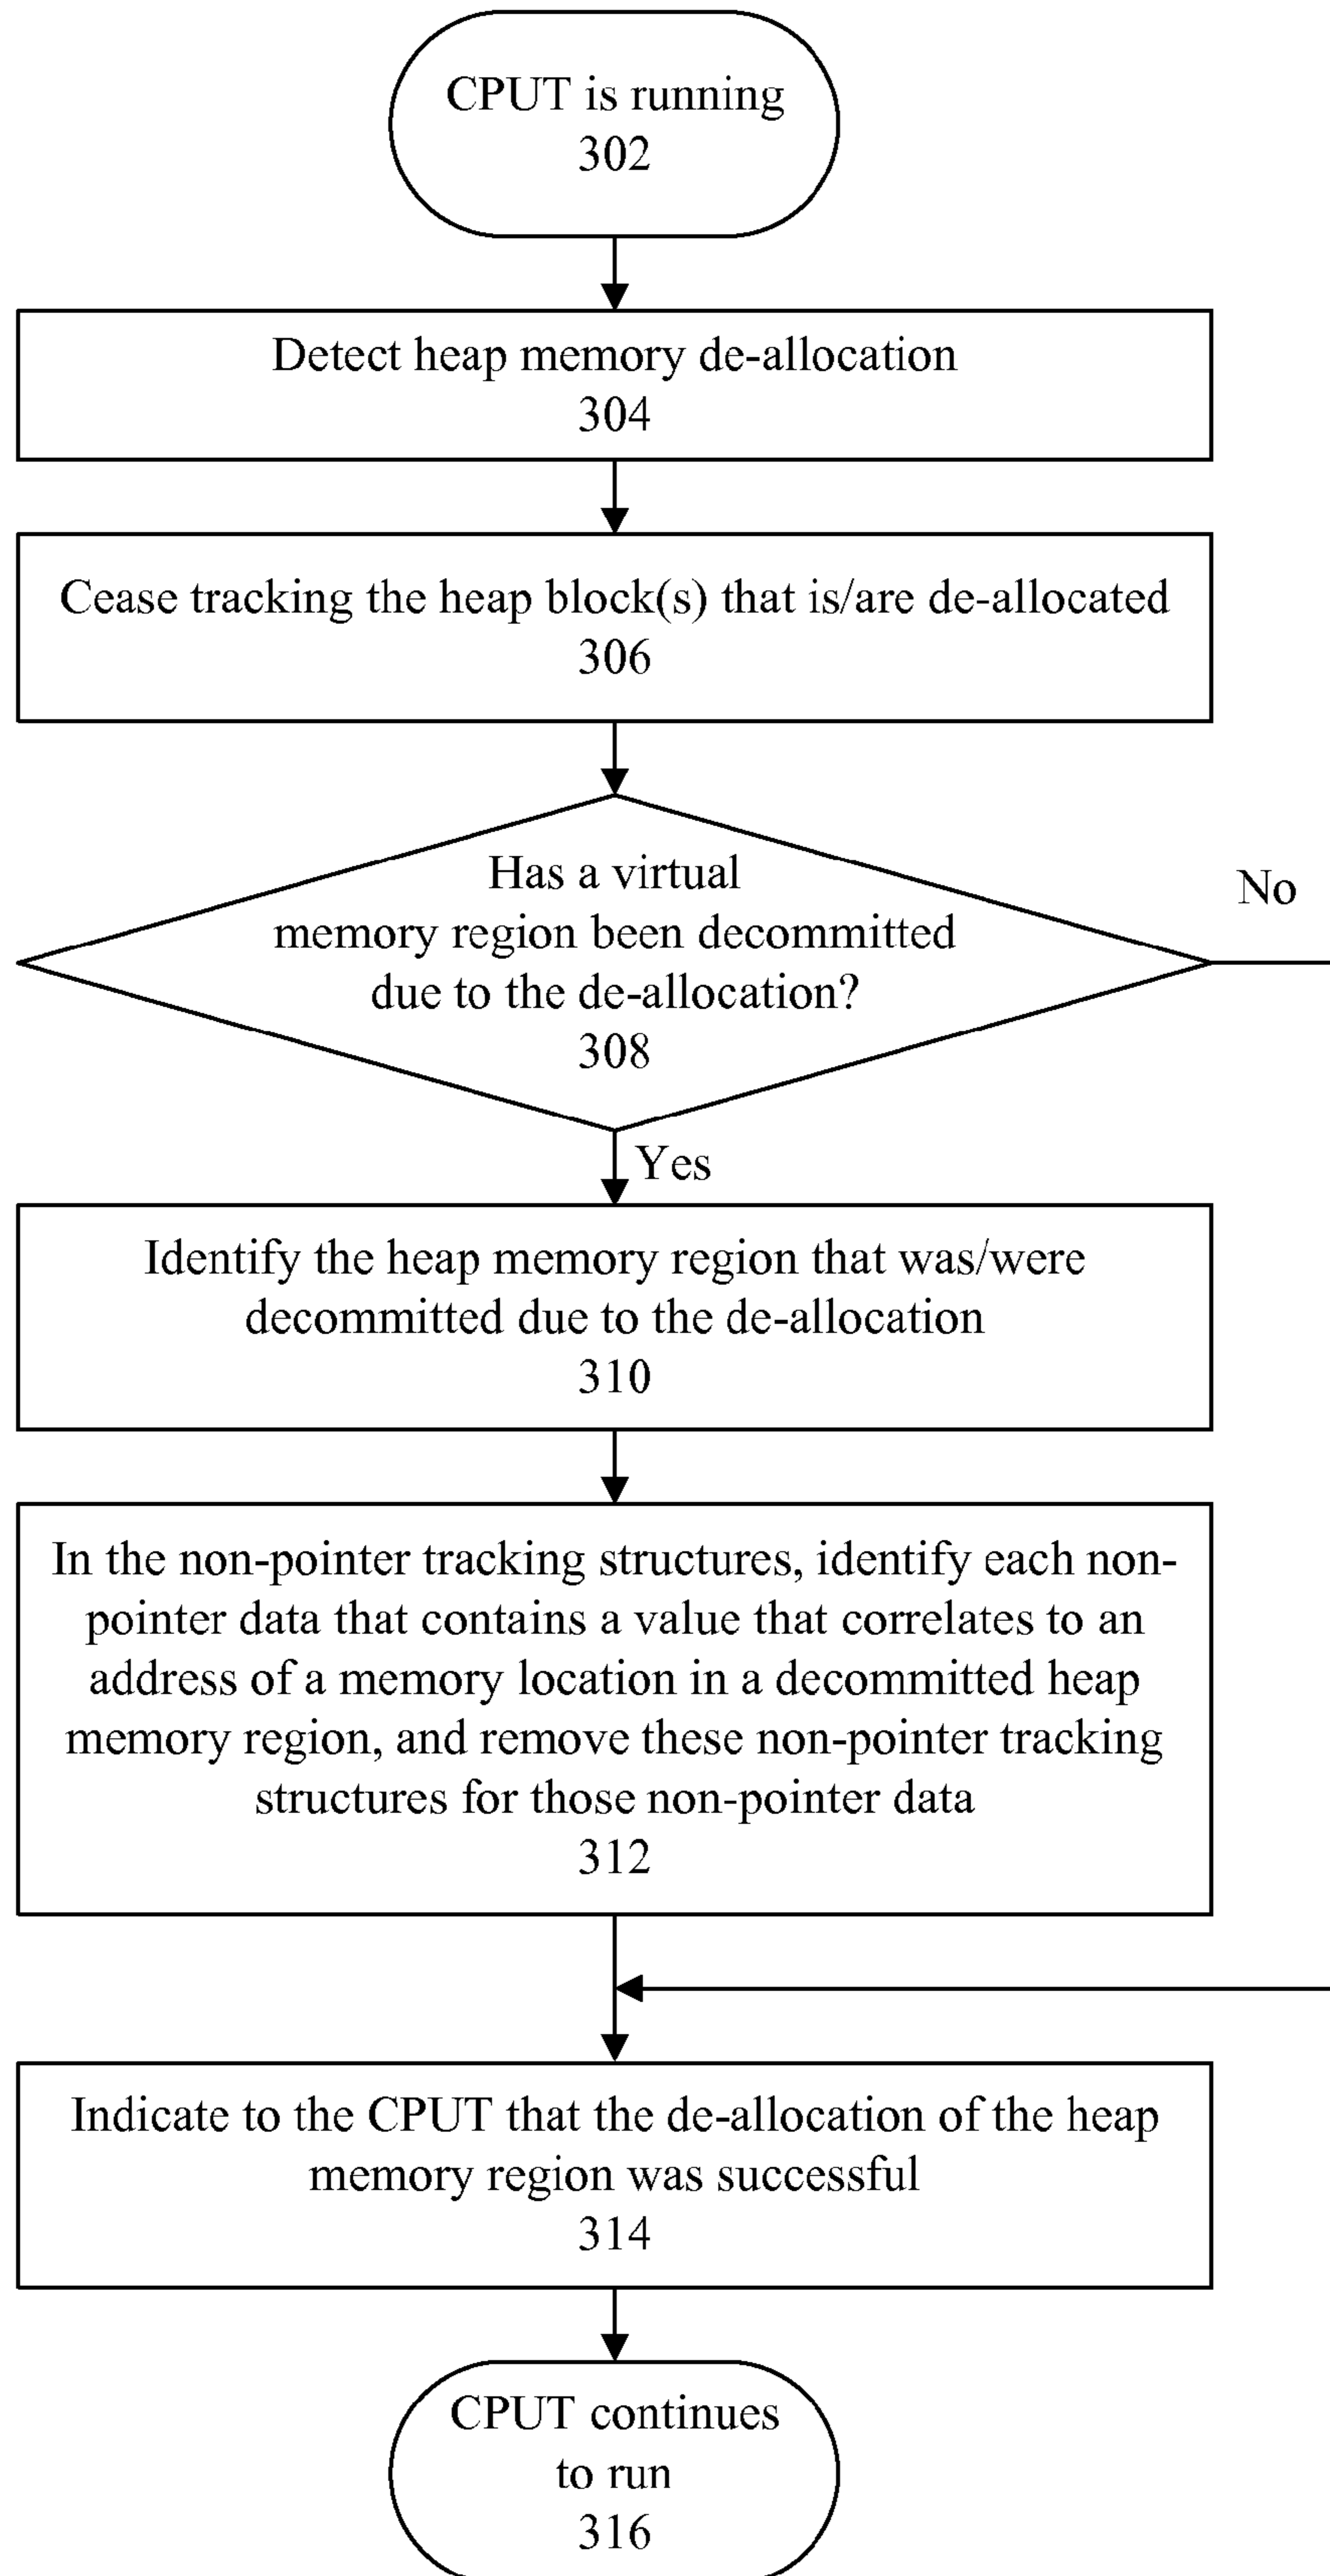 CPUT is running
302
Detect heap memory de-allocation
304
Cease tracking the heap block(s) that is/are de-allocated
306
Has a virtual
memory region been decommitted
due to the de-allocation?
308
No
Yes
Identify the heap memory region that was/were
decommitted due to the de-allocation
310
In the non-pointer tracking structures, identify each non-
pointer data that contains a value that correlates to an
address of a memory location in a decommitted heap
memory region, and remove these non-pointer tracking
structures for those non-pointer data
312
Indicate to the CPUT that the de-allocation of the heap
memory region was successful
314
CPUT continues
to run
316